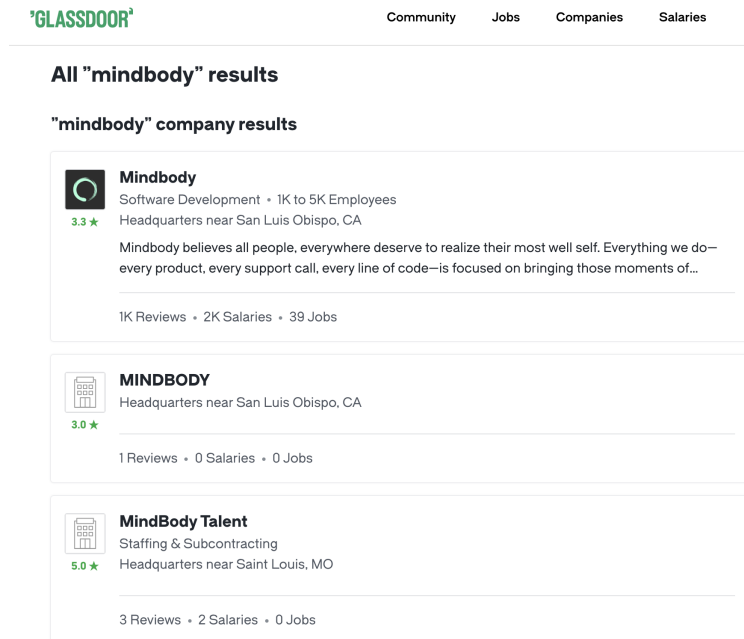 "GLASSDOOR"
Community Jobs Companies Salaries
All "mindbody" results
"mindbody" company results
Mindbody
Software Development • 1K to 5K Employees
3.3 ★
Headquarters near San Luis Obispo, CA
Mindbody believes all people, everywhere deserve to realize their most well self. Everything we do—
every product, every support call, every line of code—is focused on bringing those moments of...
1K Reviews • 2K Salaries • 39 Jobs
MINDBODY
Headquarters near San Luis Obispo, CA
3.0 ★
1 Reviews • 0 Salaries • 0 Jobs
MindBody Talent
Staffing & Subcontracting
Headquarters near Saint Louis, MO
5.0 ★
3 Reviews • 2 Salaries • 0 Jobs